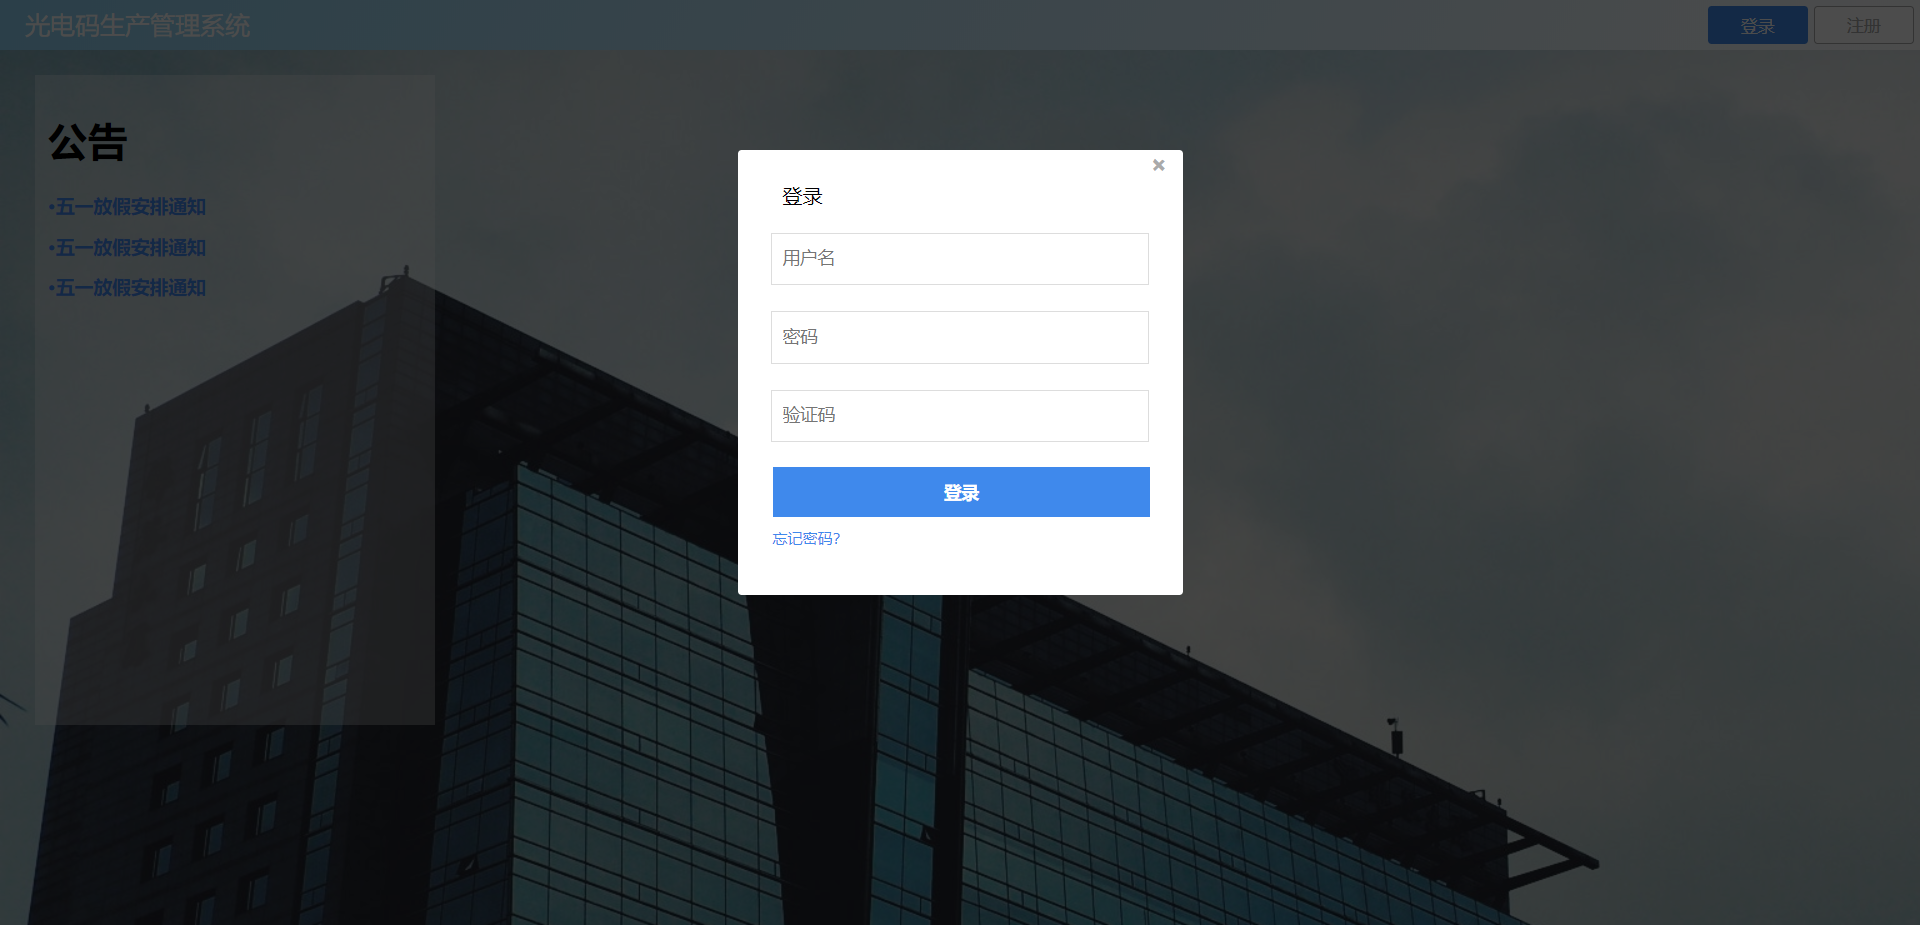 光电码生产管理系统
登录
注册
公告
•五一放假安排通知
•五一放假安排通知
•五一放假安排通知
×
登录
用户名
密码
验证码
登录
忘记密码?